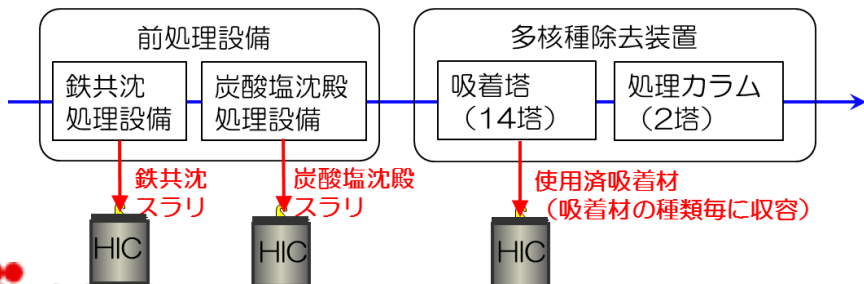 前処理設備
多核種除去装置
鉄共沈
処理設備
炭酸塩沈殿
処理設備
吸着塔
（14塔）
処理カラム
（2塔）
鉄共沈
スラリ
炭酸塩沈殿
スラリ
使用済吸着材
（吸着材の種類毎に収容）
HIC
HIC
HIC